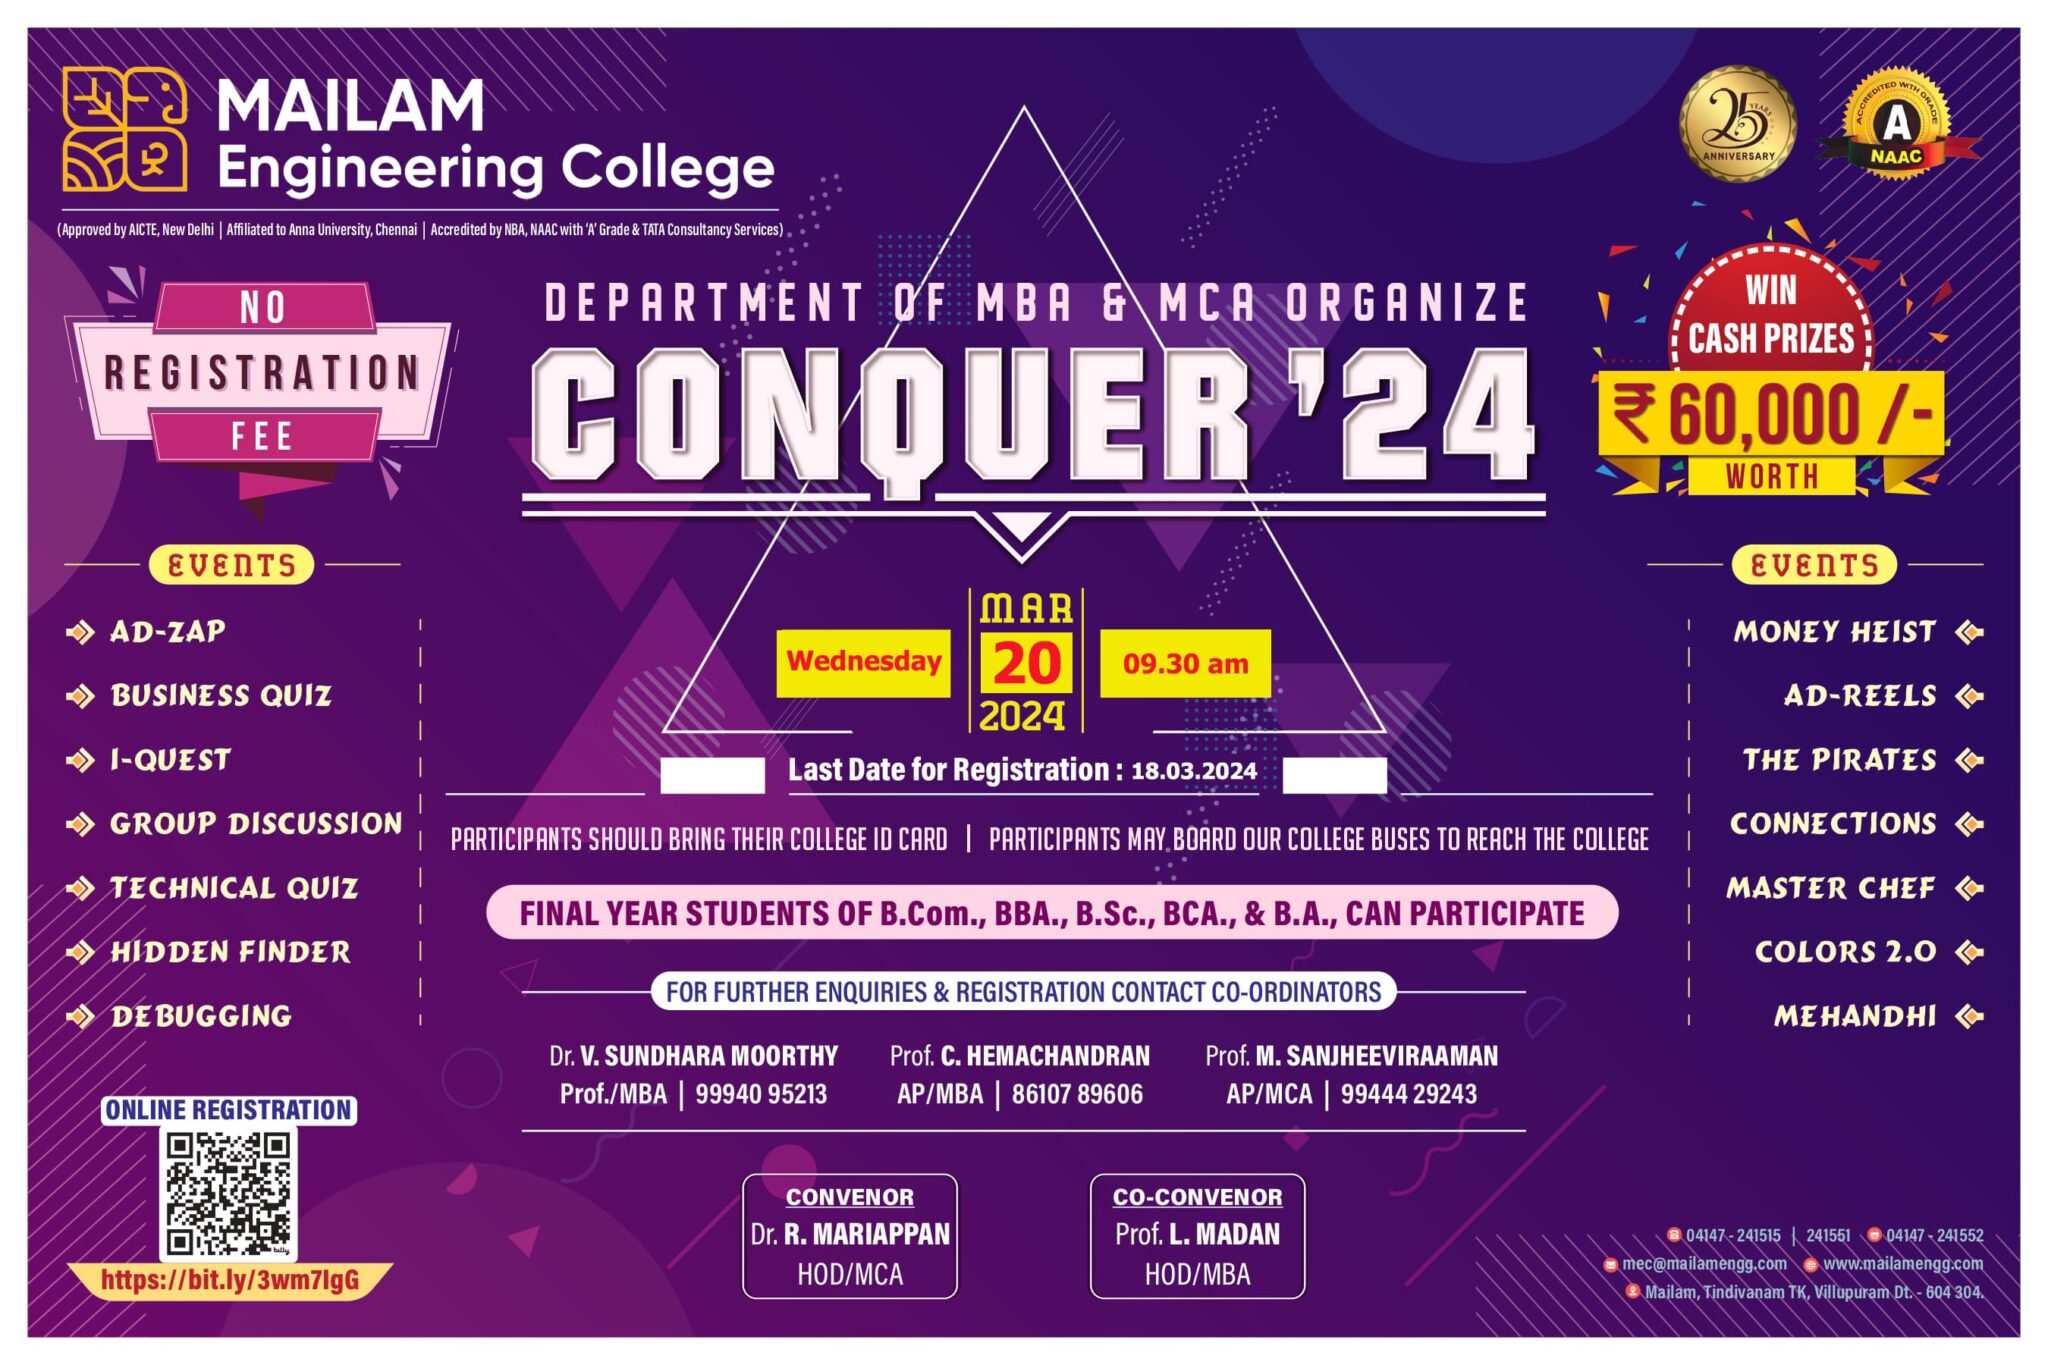 MAILAM
Engineering College
(Approved by AICTE, New Delhi | Affiliated to Anna University, Chennai | Accredited by NBA, NAAC with 'A' Grade & TATA Consultancy Services)
25 YEARS
ANNIVERSARY
ACCREDITED WITH GRADE
A
NAAC
NO
REGISTRATION
FEE
DEPARTMENT OF MBA & MCA ORGANIZE
CONQUER '24
WIN
CASH PRIZES
₹ 60,000 /-
WORTH
Wednesday
MAR
20
2024
09.30 am
Last Date for Registration : 18.03.2024
PARTICIPANTS SHOULD BRING THEIR COLLEGE ID CARD | PARTICIPANTS MAY BOARD OUR COLLEGE BUSES TO REACH THE COLLEGE
FINAL YEAR STUDENTS OF B.Com., BBA., B.Sc., BCA., & B.A., CAN PARTICIPATE
EVENTS
AD-ZAP
BUSINESS QUIZ
I-QUEST
GROUP DISCUSSION
TECHNICAL QUIZ
HIDDEN FINDER
DEBUGGING
EVENTS
MONEY HEIST
AD-REELS
THE PIRATES
CONNECTIONS
MASTER CHEF
COLORS 2.0
MEHANDHI
FOR FURTHER ENQUIRIES & REGISTRATION CONTACT CO-ORDINATORS
Dr. V. SUNDHARA MOORTHY
Prof./MBA | 99940 95213
Prof. C. HEMACHANDRAN
AP/MBA | 86107 89606
Prof. M. SANJHEEVIRAAMAN
AP/MCA | 99444 29243
ONLINE REGISTRATION
bitly
https://bit.ly/3wm7IgG
CONVENOR
Dr. R. MARIAPPAN
HOD/MCA
CO-CONVENOR
Prof. L. MADAN
HOD/MBA
04147 - 241515 | 241551 04147 - 241552
mec@mailamengg.com www.mailamengg.com
Mailam, Tindivanam TK, Villupuram Dt. - 604 304.